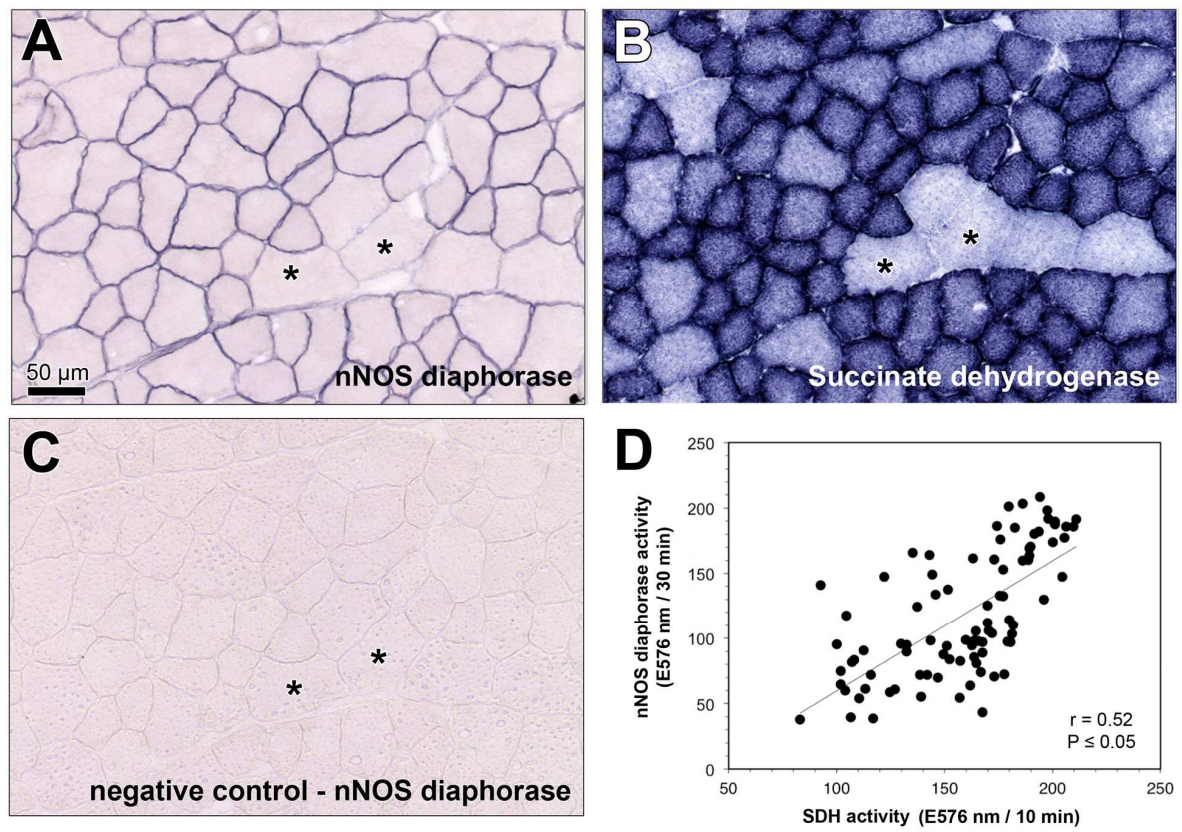 A
*
*
50 µm
nNOS diaphorase
B
*
*
Succinate dehydrogenase
C
*
*
negative control - nNOS diaphorase
D
nNOS diaphorase activity
(E576 nm / 30 min)
250
200
150
100
50
0
r = 0.52
P ≤ 0.05
50
100
150
200
250
SDH activity (E576 nm / 10 min)